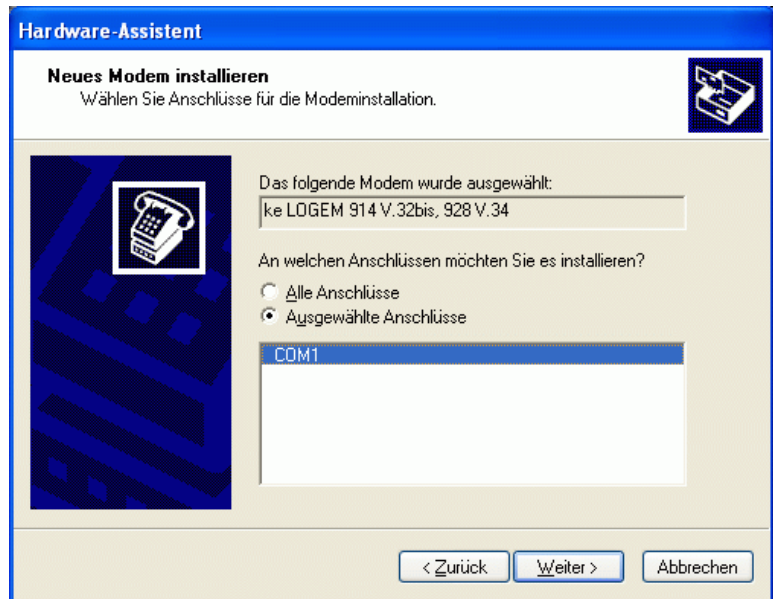 Hardware-Assistent
Neues Modem installieren
Wählen Sie Anschlüsse für die Modeminstallation.
Das folgende Modem wurde ausgewählt:
ke LOGEM 914 V.32bis, 928 V.34
An welchen Anschlüssen möchten Sie es installieren?
Alle Anschlüsse
Ausgewählte Anschlüsse
COM1
< Zurück
Weiter >
Abbrechen